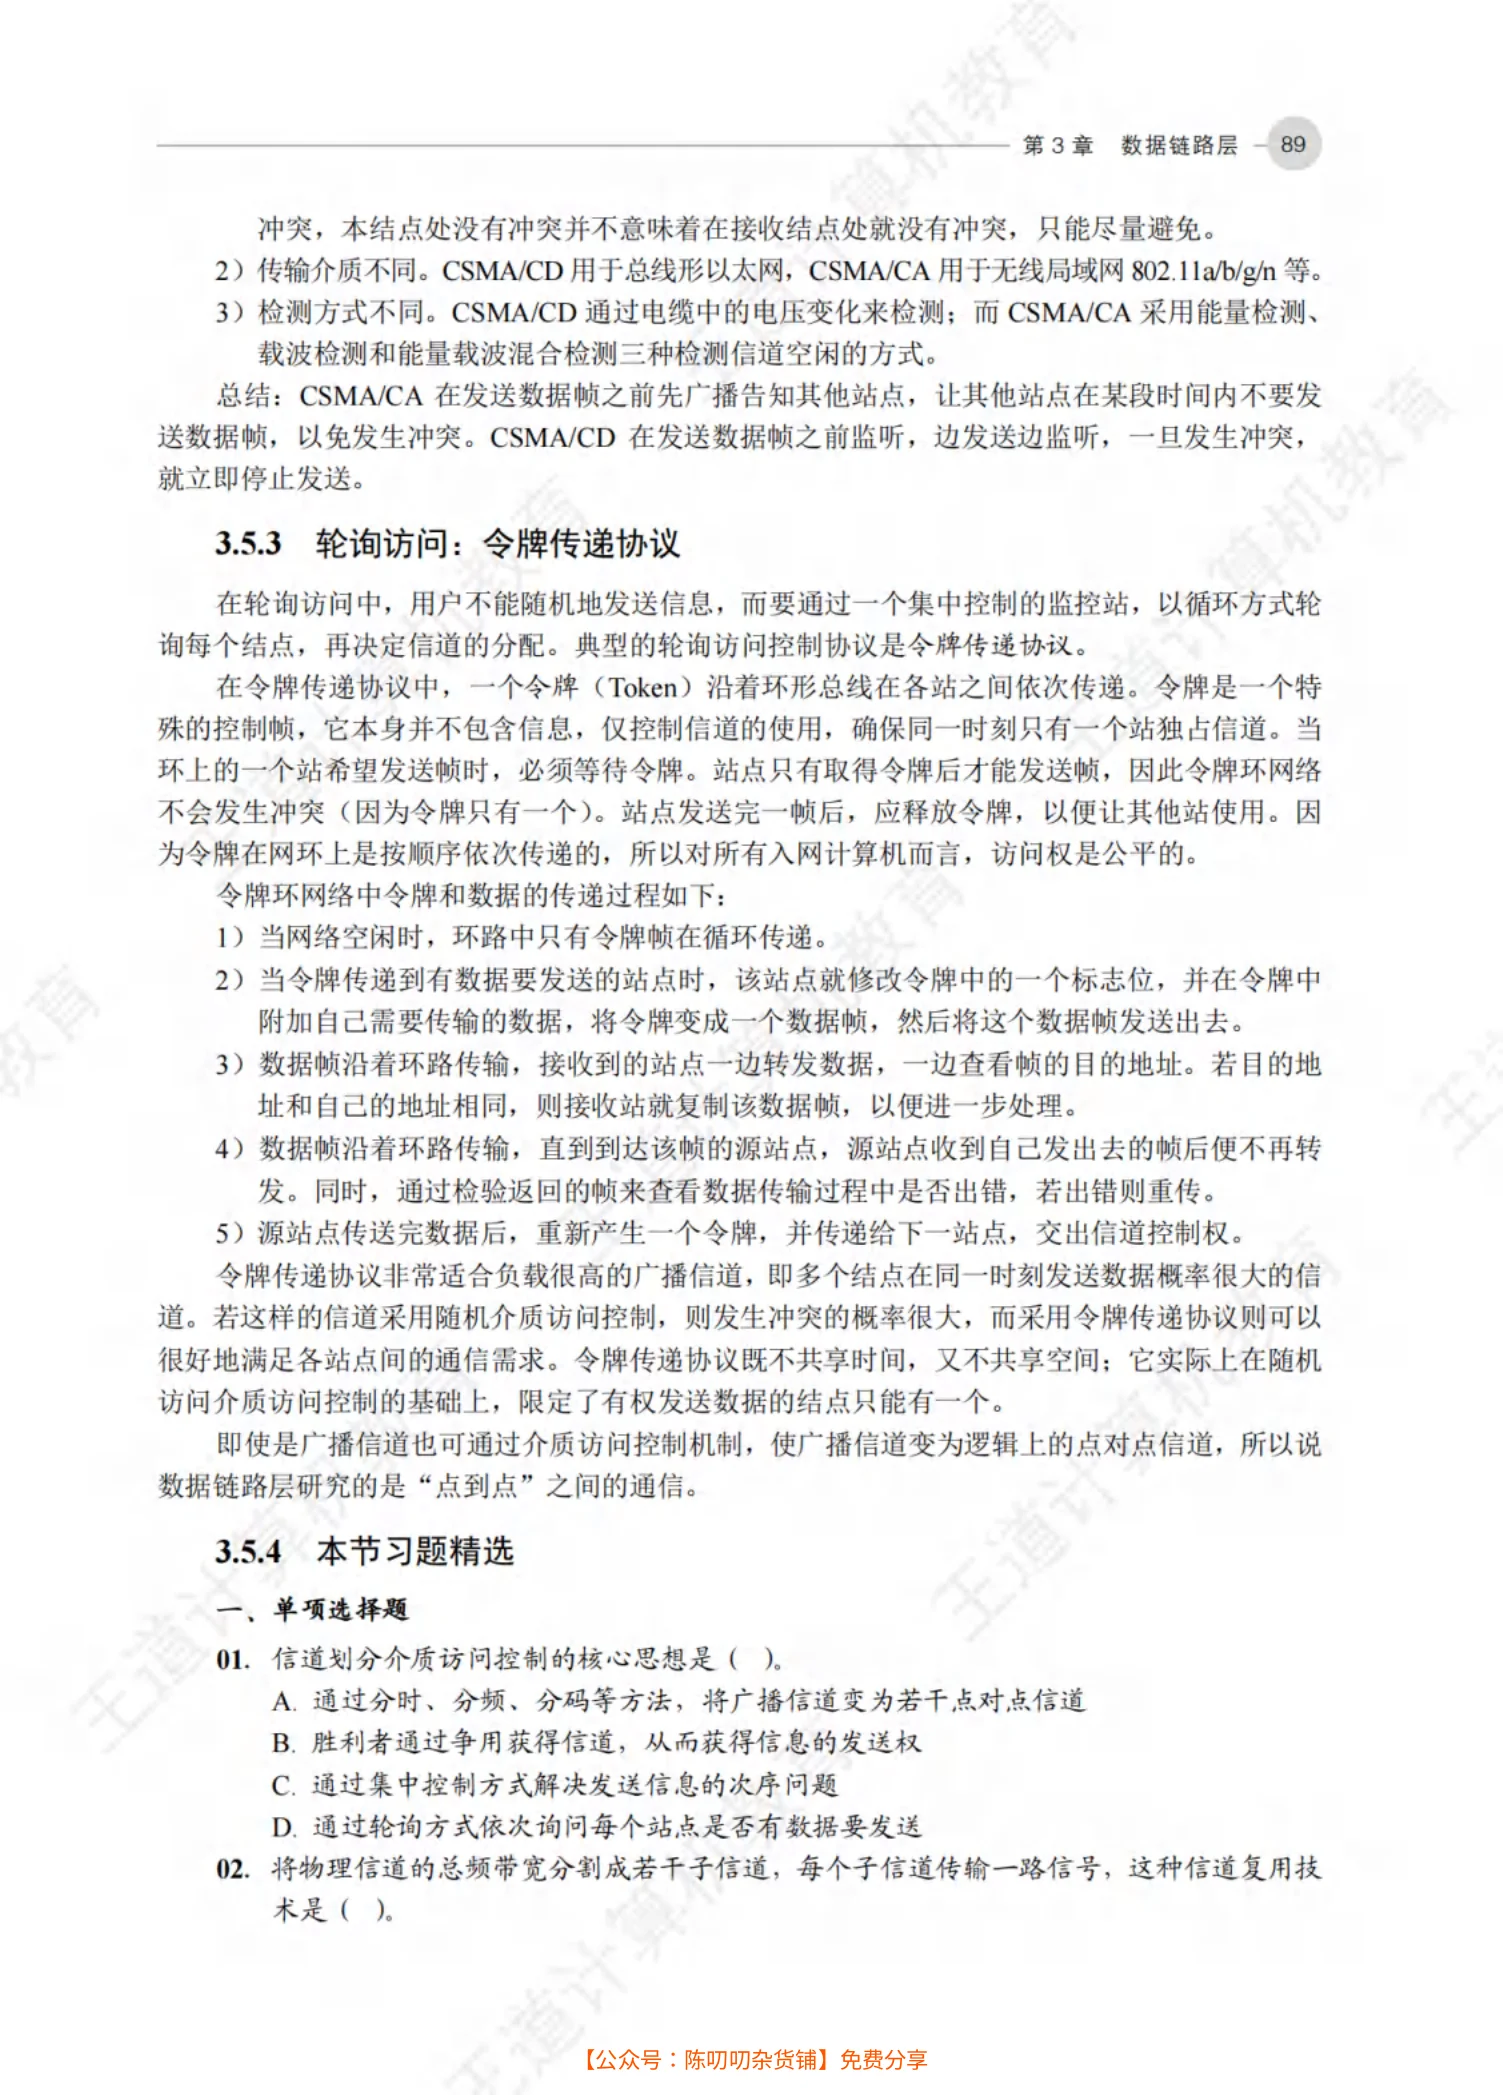 第 3 章 数据链路层 89
冲突，本结点处没有冲突并不意味着在接收结点处就没有冲突，只能尽量避免。
2）传输介质不同。CSMA/CD 用于总线形以太网，CSMA/CA 用于无线局域网 802.11a/b/g/n 等。
3）检测方式不同。CSMA/CD 通过电缆中的电压变化来检测；而 CSMA/CA 采用能量检测、
载波检测和能量载波混合检测三种检测信道空闲的方式。
总结：CSMA/CA 在发送数据帧之前先广播告知其他站点，让其他站点在某段时间内不要发
送数据帧，以免发生冲突。CSMA/CD 在发送数据帧之前监听，边发送边监听，一旦发生冲突，
就立即停止发送。
3.5.3 轮询访问：令牌传递协议
在轮询访问中，用户不能随机地发送信息，而要通过一个集中控制的监控站，以循环方式轮
询每个结点，再决定信道的分配。典型的轮询访问控制协议是令牌传递协议。
在令牌传递协议中，一个令牌（Token）沿着环形总线在各站之间依次传递。令牌是一个特
殊的控制帧，它本身并不包含信息，仅控制信道的使用，确保同一时刻只有一个站独占信道。当
环上的一个站希望发送帧时，必须等待令牌。站点只有取得令牌后才能发送帧，因此令牌环网络
不会发生冲突（因为令牌只有一个）。站点发送完一帧后，应释放令牌，以便让其他站使用。因
为令牌在网环上是按顺序依次传递的，所以对所有入网计算机而言，访问权是公平的。
令牌环网络中令牌和数据的传递过程如下：
1）当网络空闲时，环路中只有令牌帧在循环传递。
2）当令牌传递到有数据要发送的站点时，该站点就修改令牌中的一个标志位，并在令牌中
附加自己需要传输的数据，将令牌变成一个数据帧，然后将这个数据帧发送出去。
3）数据帧沿着环路传输，接收到的站点一边转发数据，一边查看帧的目的地址。若目的地
址和自己的地址相同，则接收站就复制该数据帧，以便进一步处理。
4）数据帧沿着环路传输，直到到达该帧的源站点，源站点收到自己发出去的帧后便不再转
发。同时，通过检验返回的帧来查看数据传输过程中是否出错，若出错则重传。
5）源站点传送完数据后，重新产生一个令牌，并传递给下一站点，交出信道控制权。
令牌传递协议非常适合负载很高的广播信道，即多个结点在同一时刻发送数据概率很大的信
道。若这样的信道采用随机介质访问控制，则发生冲突的概率很大，而采用令牌传递协议则可以
很好地满足各站点间的通信需求。令牌传递协议既不共享时间，又不共享空间；它实际上在随机
访问介质访问控制的基础上，限定了有权发送数据的结点只能有一个。
即使是广播信道也可通过介质访问控制机制，使广播信道变为逻辑上的点对点信道，所以说
数据链路层研究的是“点到点”之间的通信。
3.5.4 本节习题精选
一、单项选择题
01. 信道划分介质访问控制的核心思想是（ ）。
A. 通过分时、分频、分码等方法，将广播信道变为若干点对点信道
B. 胜利者通过争用获得信道，从而获得信息的发送权
C. 通过集中控制方式解决发送信息的次序问题
D. 通过轮询方式依次询问每个站点是否有数据要发送
02. 将物理信道的总频带宽分割成若干子信道，每个子信道传输一路信号，这种信道复用技
术是（ ）。
【公众号：陈叨叨杂货铺】免费分享